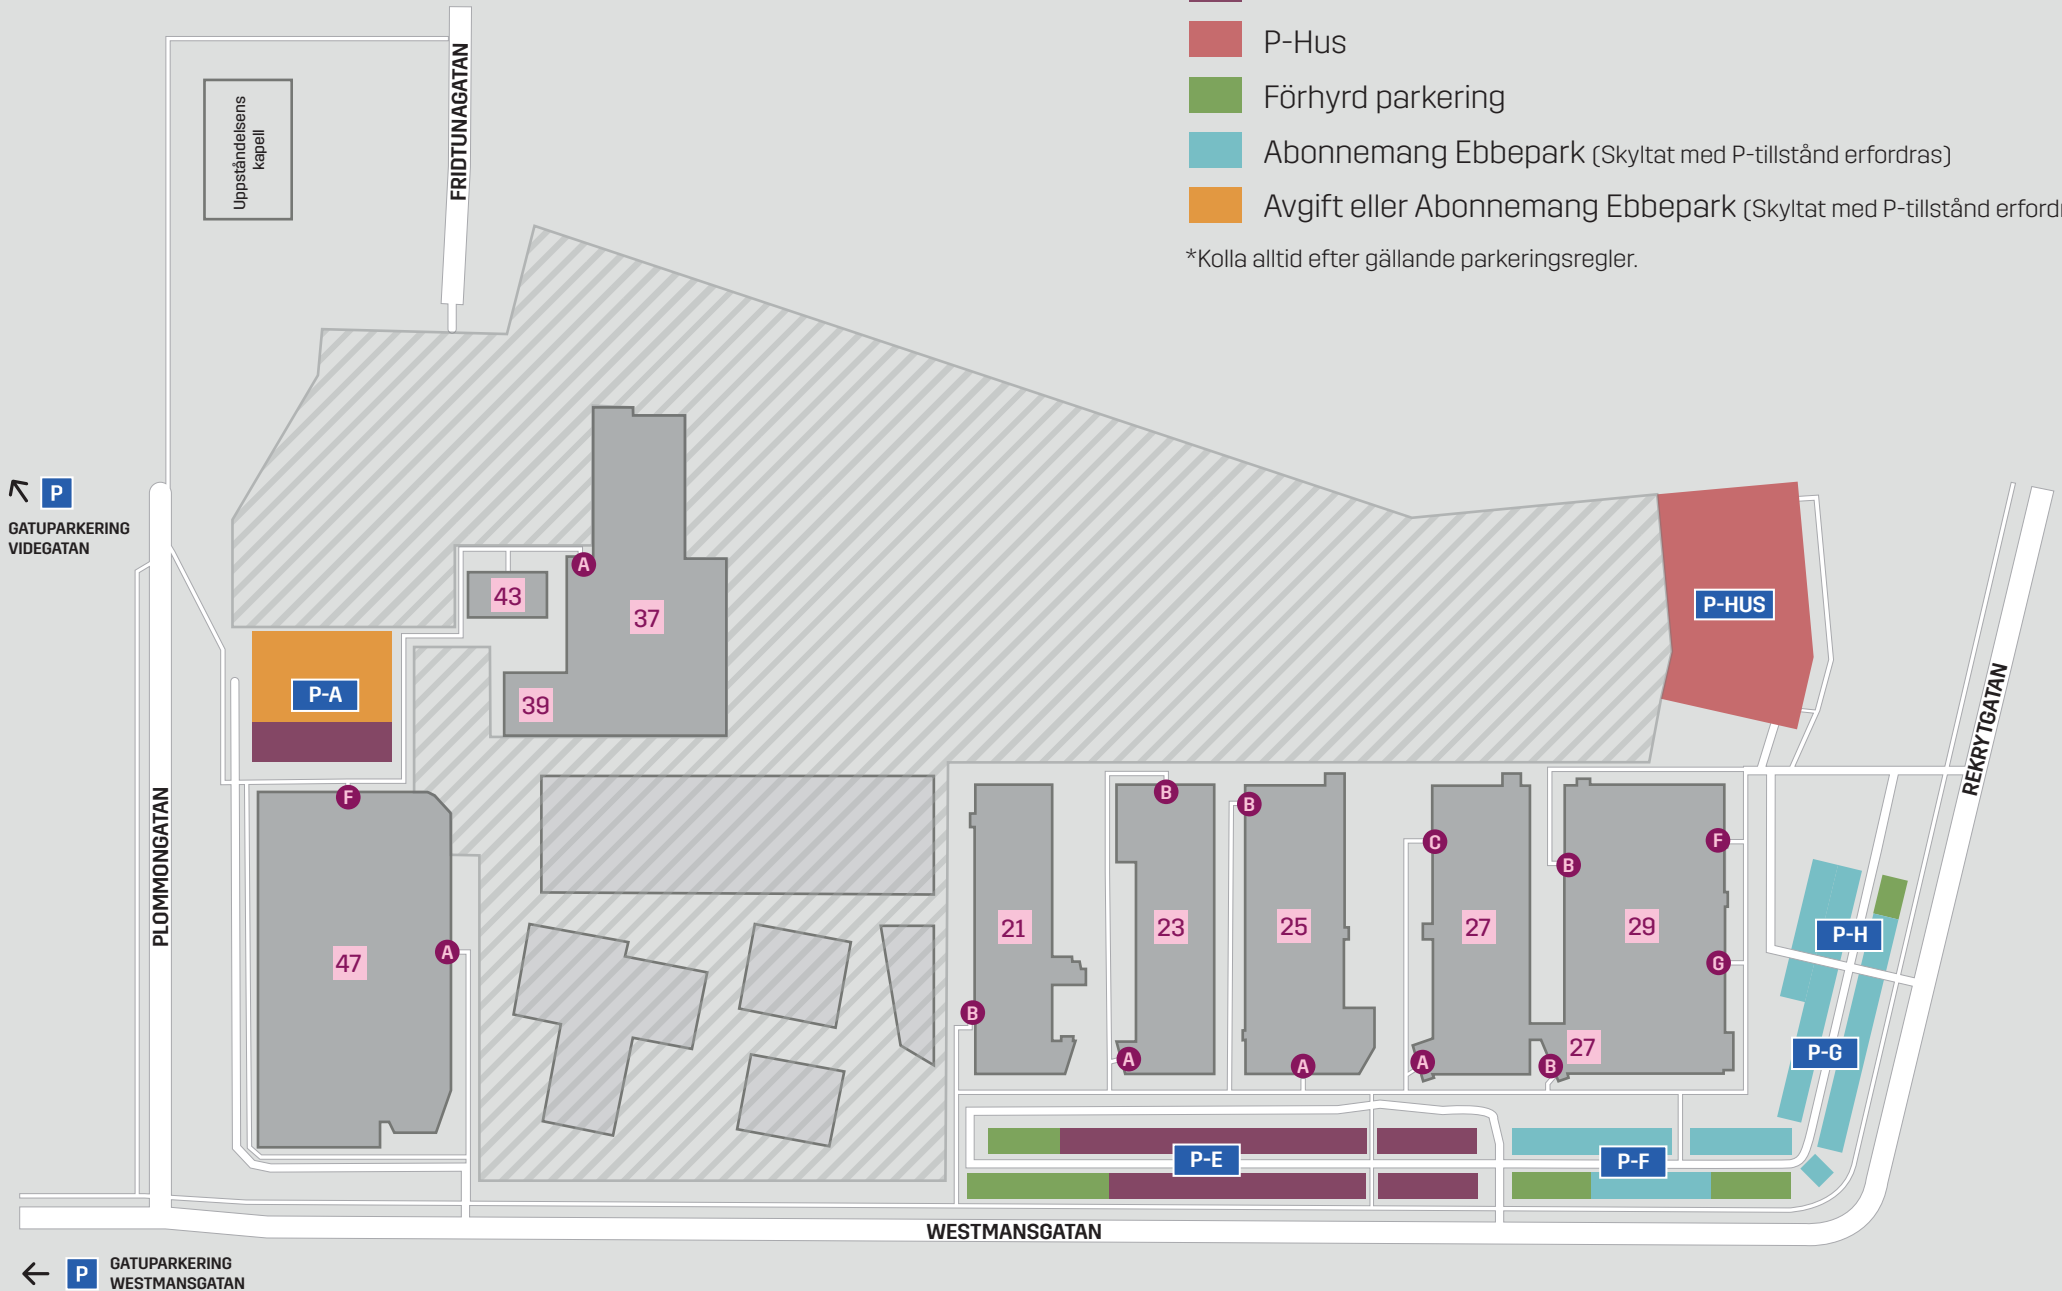 P-Hus
Förhyrd parkering
Abonnemang Ebbepark (Skyltat med P-tillstånd erfordras)
Avgift eller Abonnemang Ebbepark (Skyltat med P-tillstånd
*Kolla alltid efter gällande parkeringsregler.
Uppståndelsens
kapell
FRIDTUNAGATAN
P
GATUPARKERING
VIDEGATAN
A
43
37
39
P-A
P-HUS
REKRYTGATAN
PLOMMONGATAN
F
47
A
21
B
B
23
A
B
25
A
C
27
A
B
29
F
G
27
B
P-H
P-G
P-E
P-F
WESTMANSGATAN
P
GATUPARKERING
WESTMANSGATAN